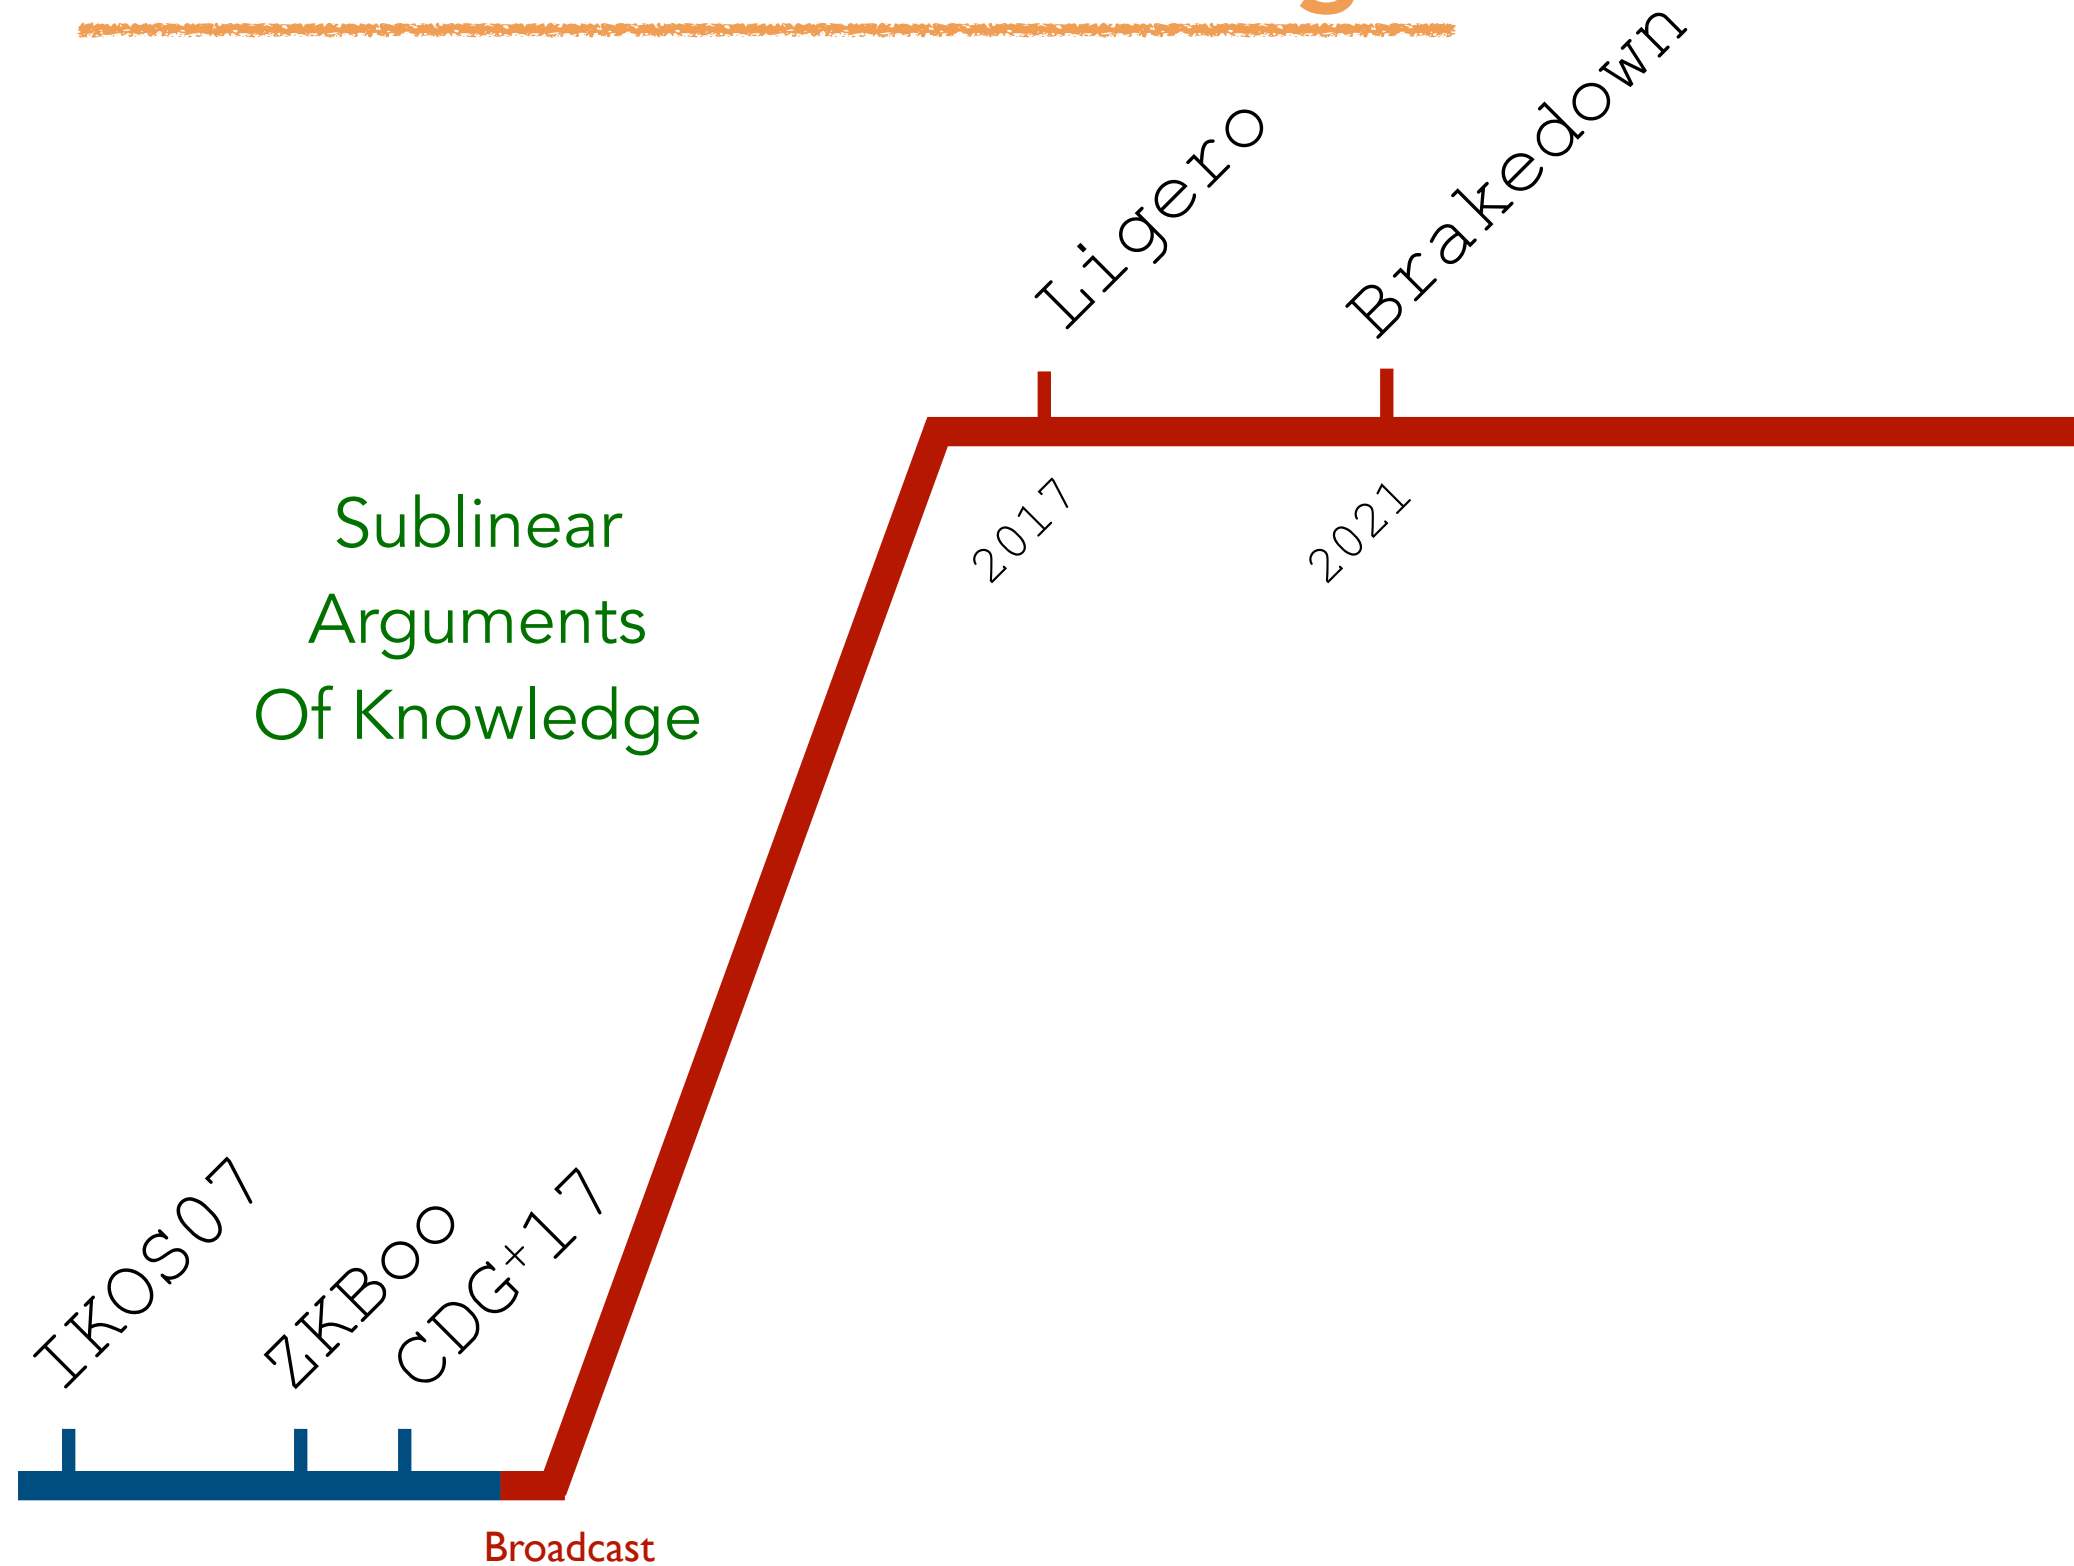 Ligero
Brakedown
2017
2021
Sublinear
Arguments
Of Knowledge
IKOS07
ZKBoo
CDG+17
Broadcast